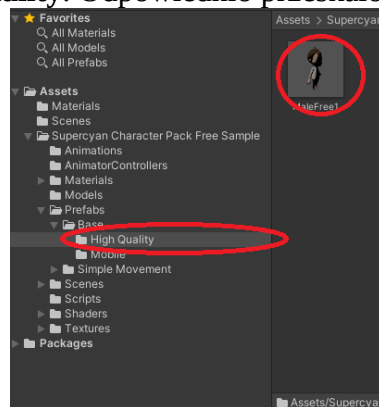 Favorites
All Materials
All Models
All Prefabs
Assets
Materials
Scenes
Supercyan Character Pack Free Sample
Animations
AnimatorControllers
Materials
Models
Prefabs
Base
High Quality
Mobile
Simple Movement
Scenes
Scripts
Shaders
Textures
Packages
Assets > Supercyan
MaleFree1
Assets/Supercya